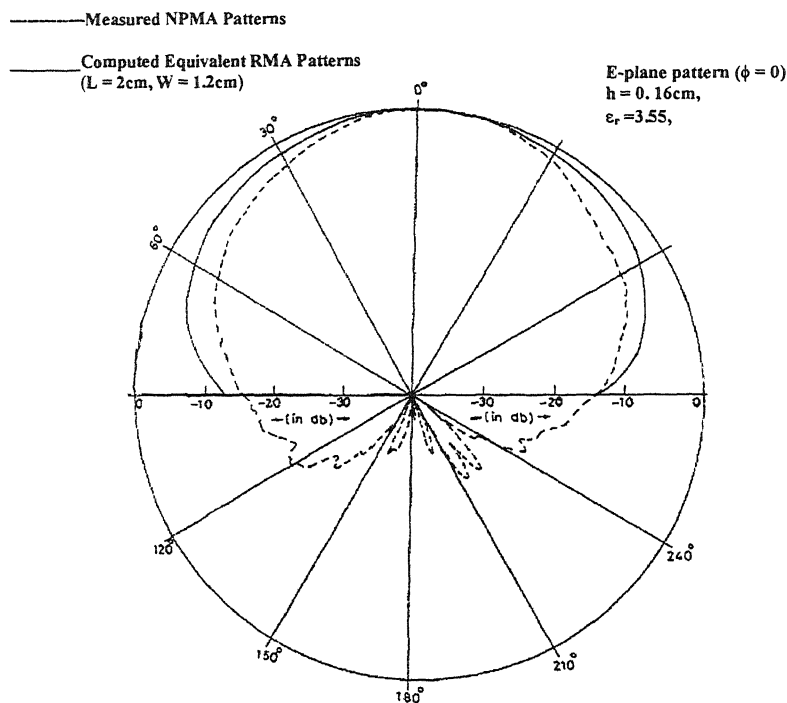 Measured NPMA Patterns
Computed Equivalent RMA Patterns
(L = 2cm, W = 1.2cm)
E-plane pattern (ϕ = 0)
h = 0. 16cm,
εr =3.55,
0°
30°
60°
0 -10 -20 -30 -30 -20 -10 0
(in db) (in db)
120°
240°
150°
210°
180°